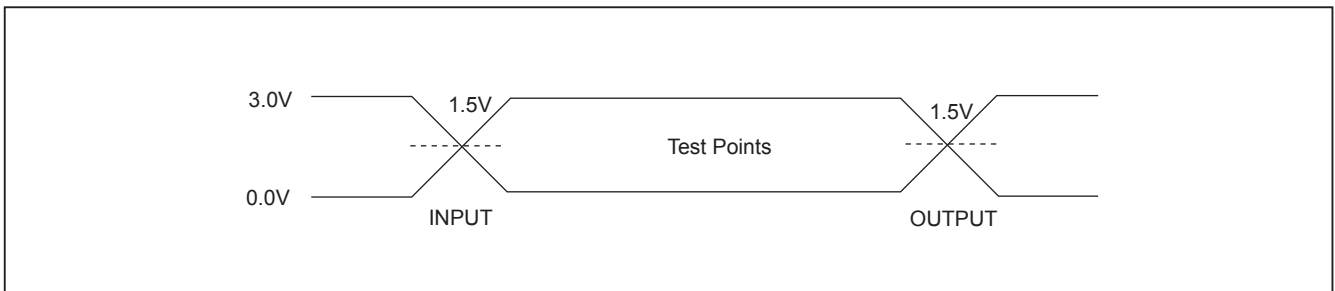 3.0V
1.5V
1.5V
Test Points
0.0V
INPUT
OUTPUT